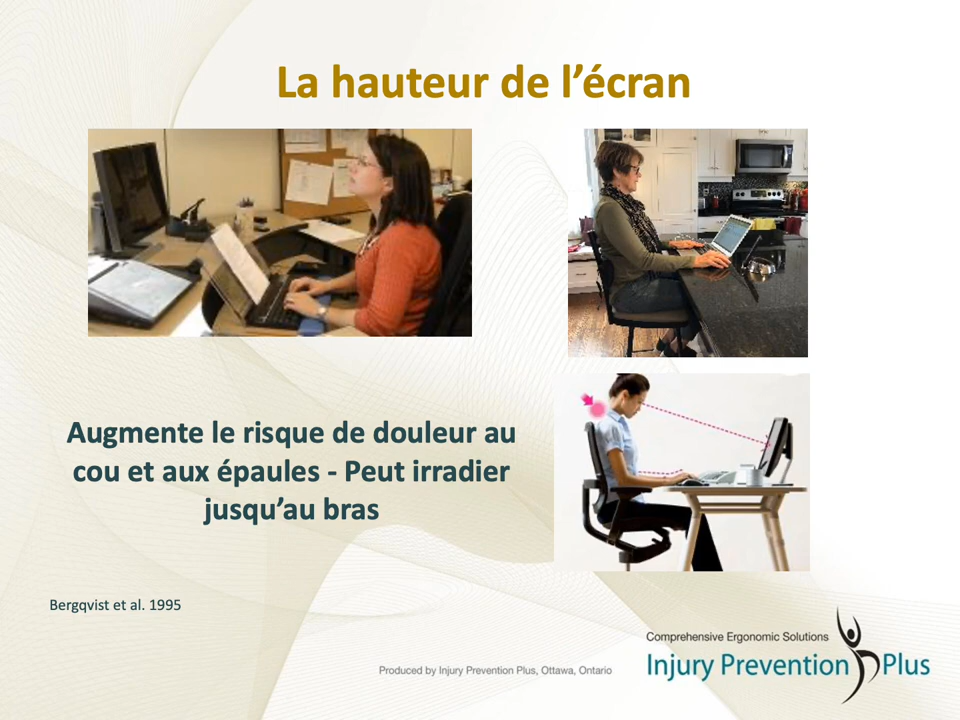 La hauteur de l’écran
Augmente le risque de douleur au
cou et aux épaules - Peut irradier
jusqu’au bras
Bergqvist et al. 1995
Produced by Injury Prevention Plus, Ottawa, Ontario
Comprehensive Ergonomic Solutions
Injury Prevention Plus